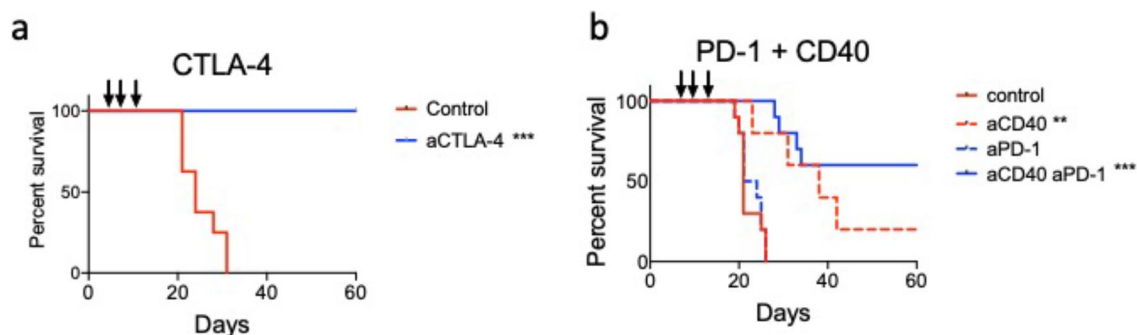 a
CTLA-4
Percent survival
100
50
0
0 20 40 60
Days
Control
aCTLA-4 ***
b
PD-1 + CD40
Percent survival
100
50
0
0 20 40 60
Days
control
aCD40 **
aPD-1
aCD40 aPD-1 ***